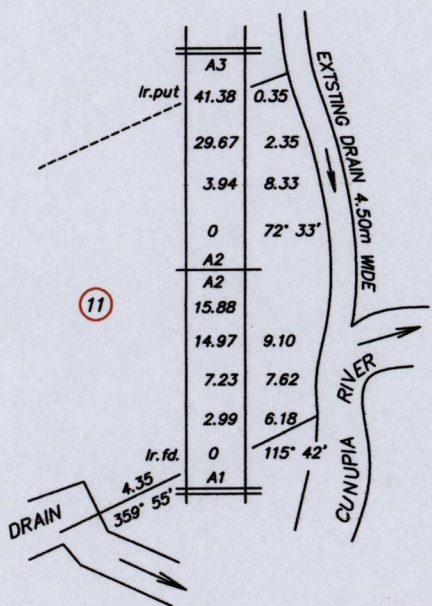 A3
Ir.put 41.38 0.35
29.67 2.35
3.94 8.33
0 72° 33'
A2
A2
15.88
14.97 9.10
7.23 7.62
2.99 6.18
Ir.fd. 0 115° 42'
A1
11
4.35
359° 55'
DRAIN
EXTSTING DRAIN 4.50m WIDE
CUNUPIA RIVER